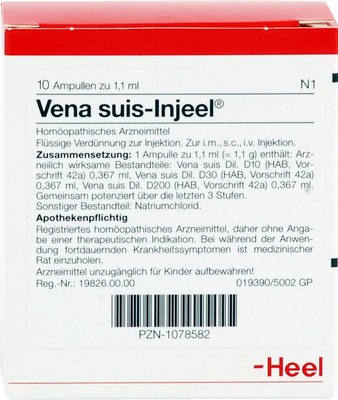 10 Ampullen zu 1,1 ml N1
Vena suis-Injeel®
Homöopathisches Arzneimittel
Flüssige Verdünnung zur Injektion. Zur i.m., s.c., i.v. Injektion.
Zusammensetzung: 1 Ampulle zu 1,1 ml (= 1,1 g) enthält: Arz-
neilich wirksame Bestandteile: Vena suis Dil. D10 (HAB, Vor-
schrift 42a) 0,367 ml, Vena suis Dil. D30 (HAB, Vorschrift 42a)
0,367 ml, Vena suis Dil. D200 (HAB, Vorschrift 42a) 0,367 ml.
Gemeinsam potenziert über die letzten 3 Stufen.
Sonstiger Bestandteil: Natriumchlorid.
Apothekenpflichtig
Registriertes homöopathisches Arzneimittel, daher ohne Anga-
be einer therapeutischen Indikation. Bei während der Anwen-
dung fortdauernden Krankheitssymptomen ist medizinischer
Rat einzuholen.
Arzneimittel unzugänglich für Kinder aufbewahren!
Reg.-Nr.: 19826.00.00 019390/5002 GP
PZN-1078582
-Heel